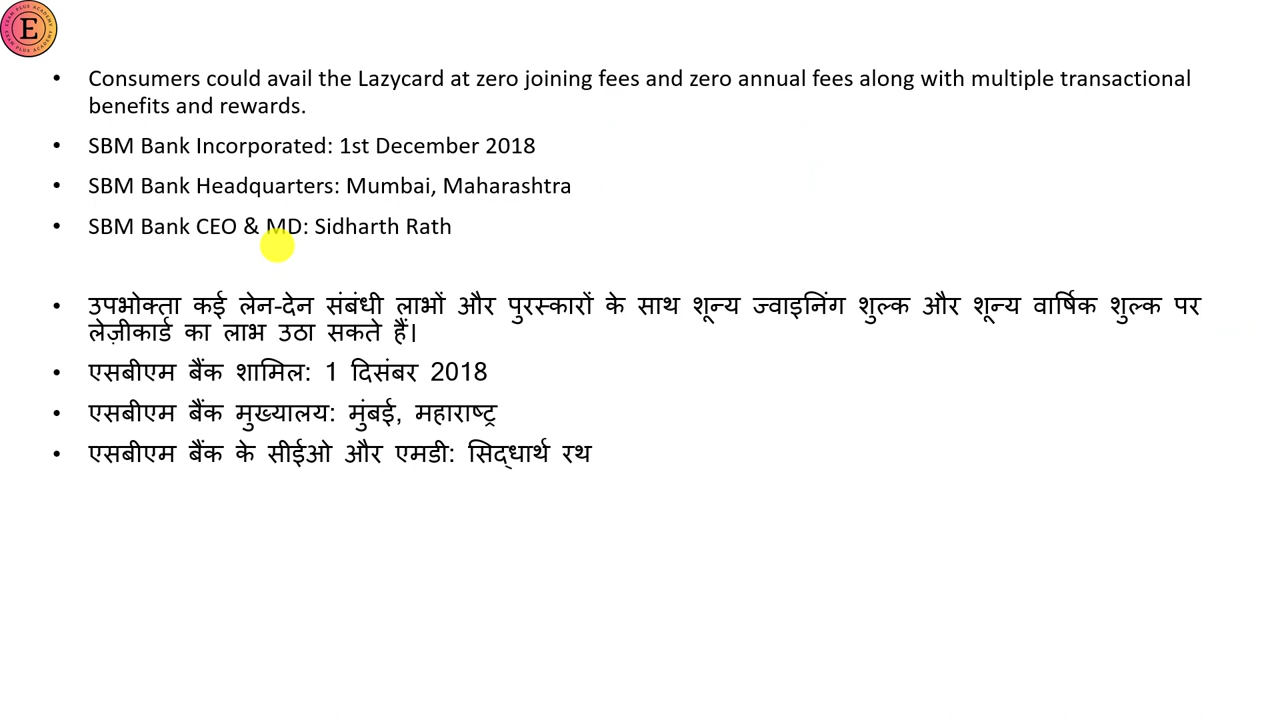 E
EXAM PLUS ACADEMY
• Consumers could avail the Lazycard at zero joining fees and zero annual fees along with multiple transactional
benefits and rewards.
• SBM Bank Incorporated: 1st December 2018
• SBM Bank Headquarters: Mumbai, Maharashtra
• SBM Bank CEO & MD: Sidharth Rath
• उपभोक्ता कई लेन-देन संबंधी लाभों और पुरस्कारों के साथ शून्य ज्वाइनिंग शुल्क और शून्य वार्षिक शुल्क पर
लेज़ीकार्ड का लाभ उठा सकते हैं।
• एसबीएम बैंक शामिल: 1 दिसंबर 2018
• एसबीएम बैंक मुख्यालय: मुंबई, महाराष्ट्र
• एसबीएम बैंक के सीईओ और एमडी: सिद्धार्थ रथ